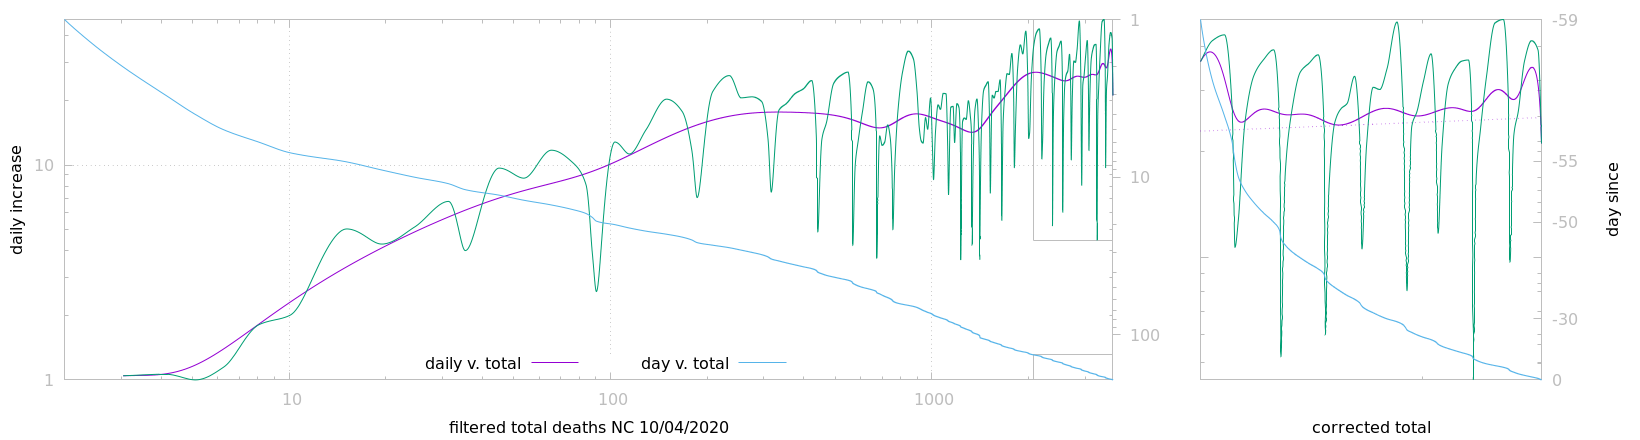 daily increase
10
1
daily v. total
day v. total
10
100
1000
filtered total deaths NC 10/04/2020
1
10
100
-59
-55
-50
-30
0
day since
corrected total